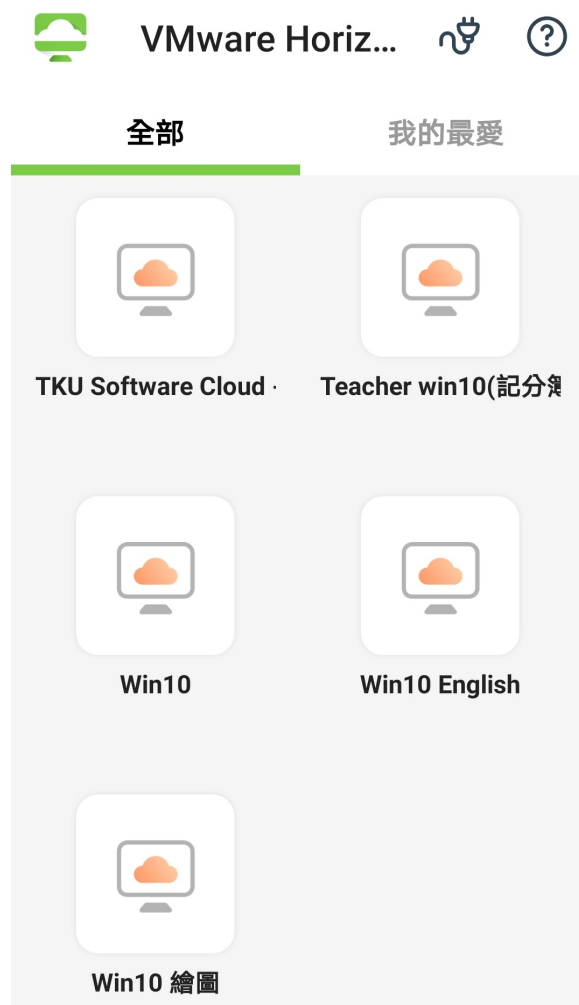 VMware Horiz...
全部
我的最愛
TKU Software Cloud
Teacher win10(記分
Win10
Win10 English
Win10 繪圖